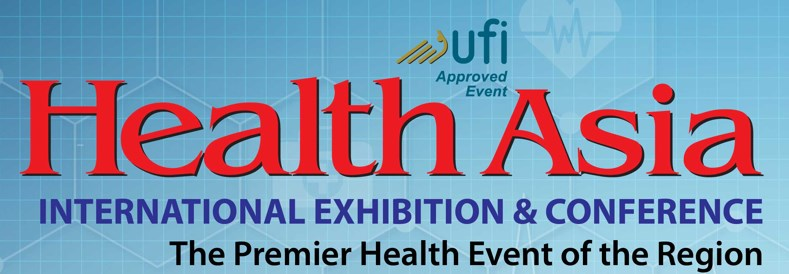 ufi
Approved
Event
Health Asia
INTERNATIONAL EXHIBITION & CONFERENCE
The Premier Health Event of the Region